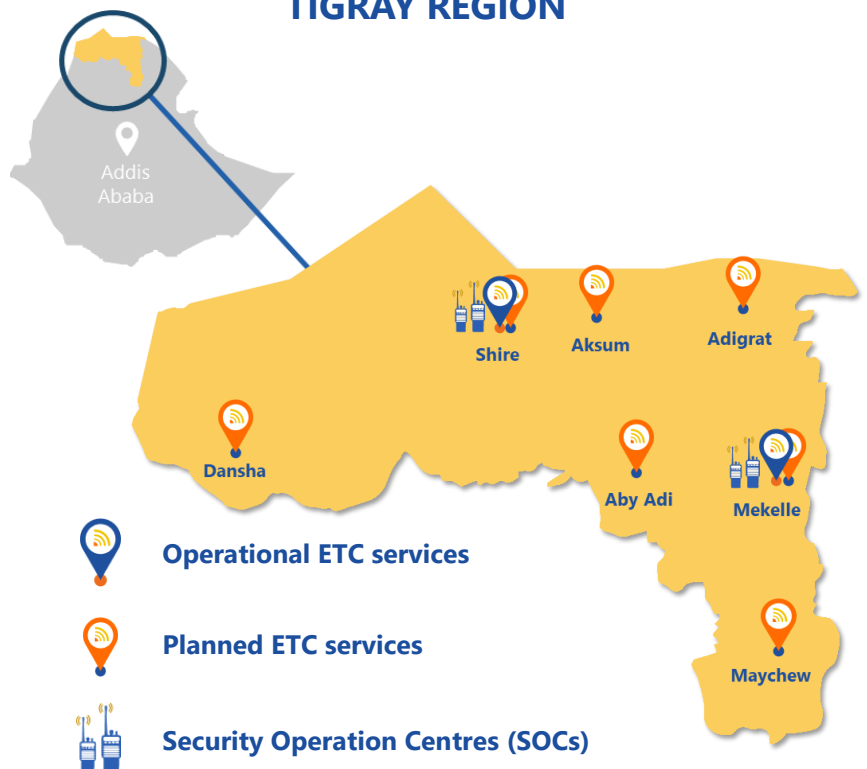 TIGRAY REGION
Addis
Ababa
Shire
Aksum
Adigrat
Dansha
Aby Adi
Mekelle
Maychew
Operational ETC services
Planned ETC services
Security Operation Centres (SOCs)